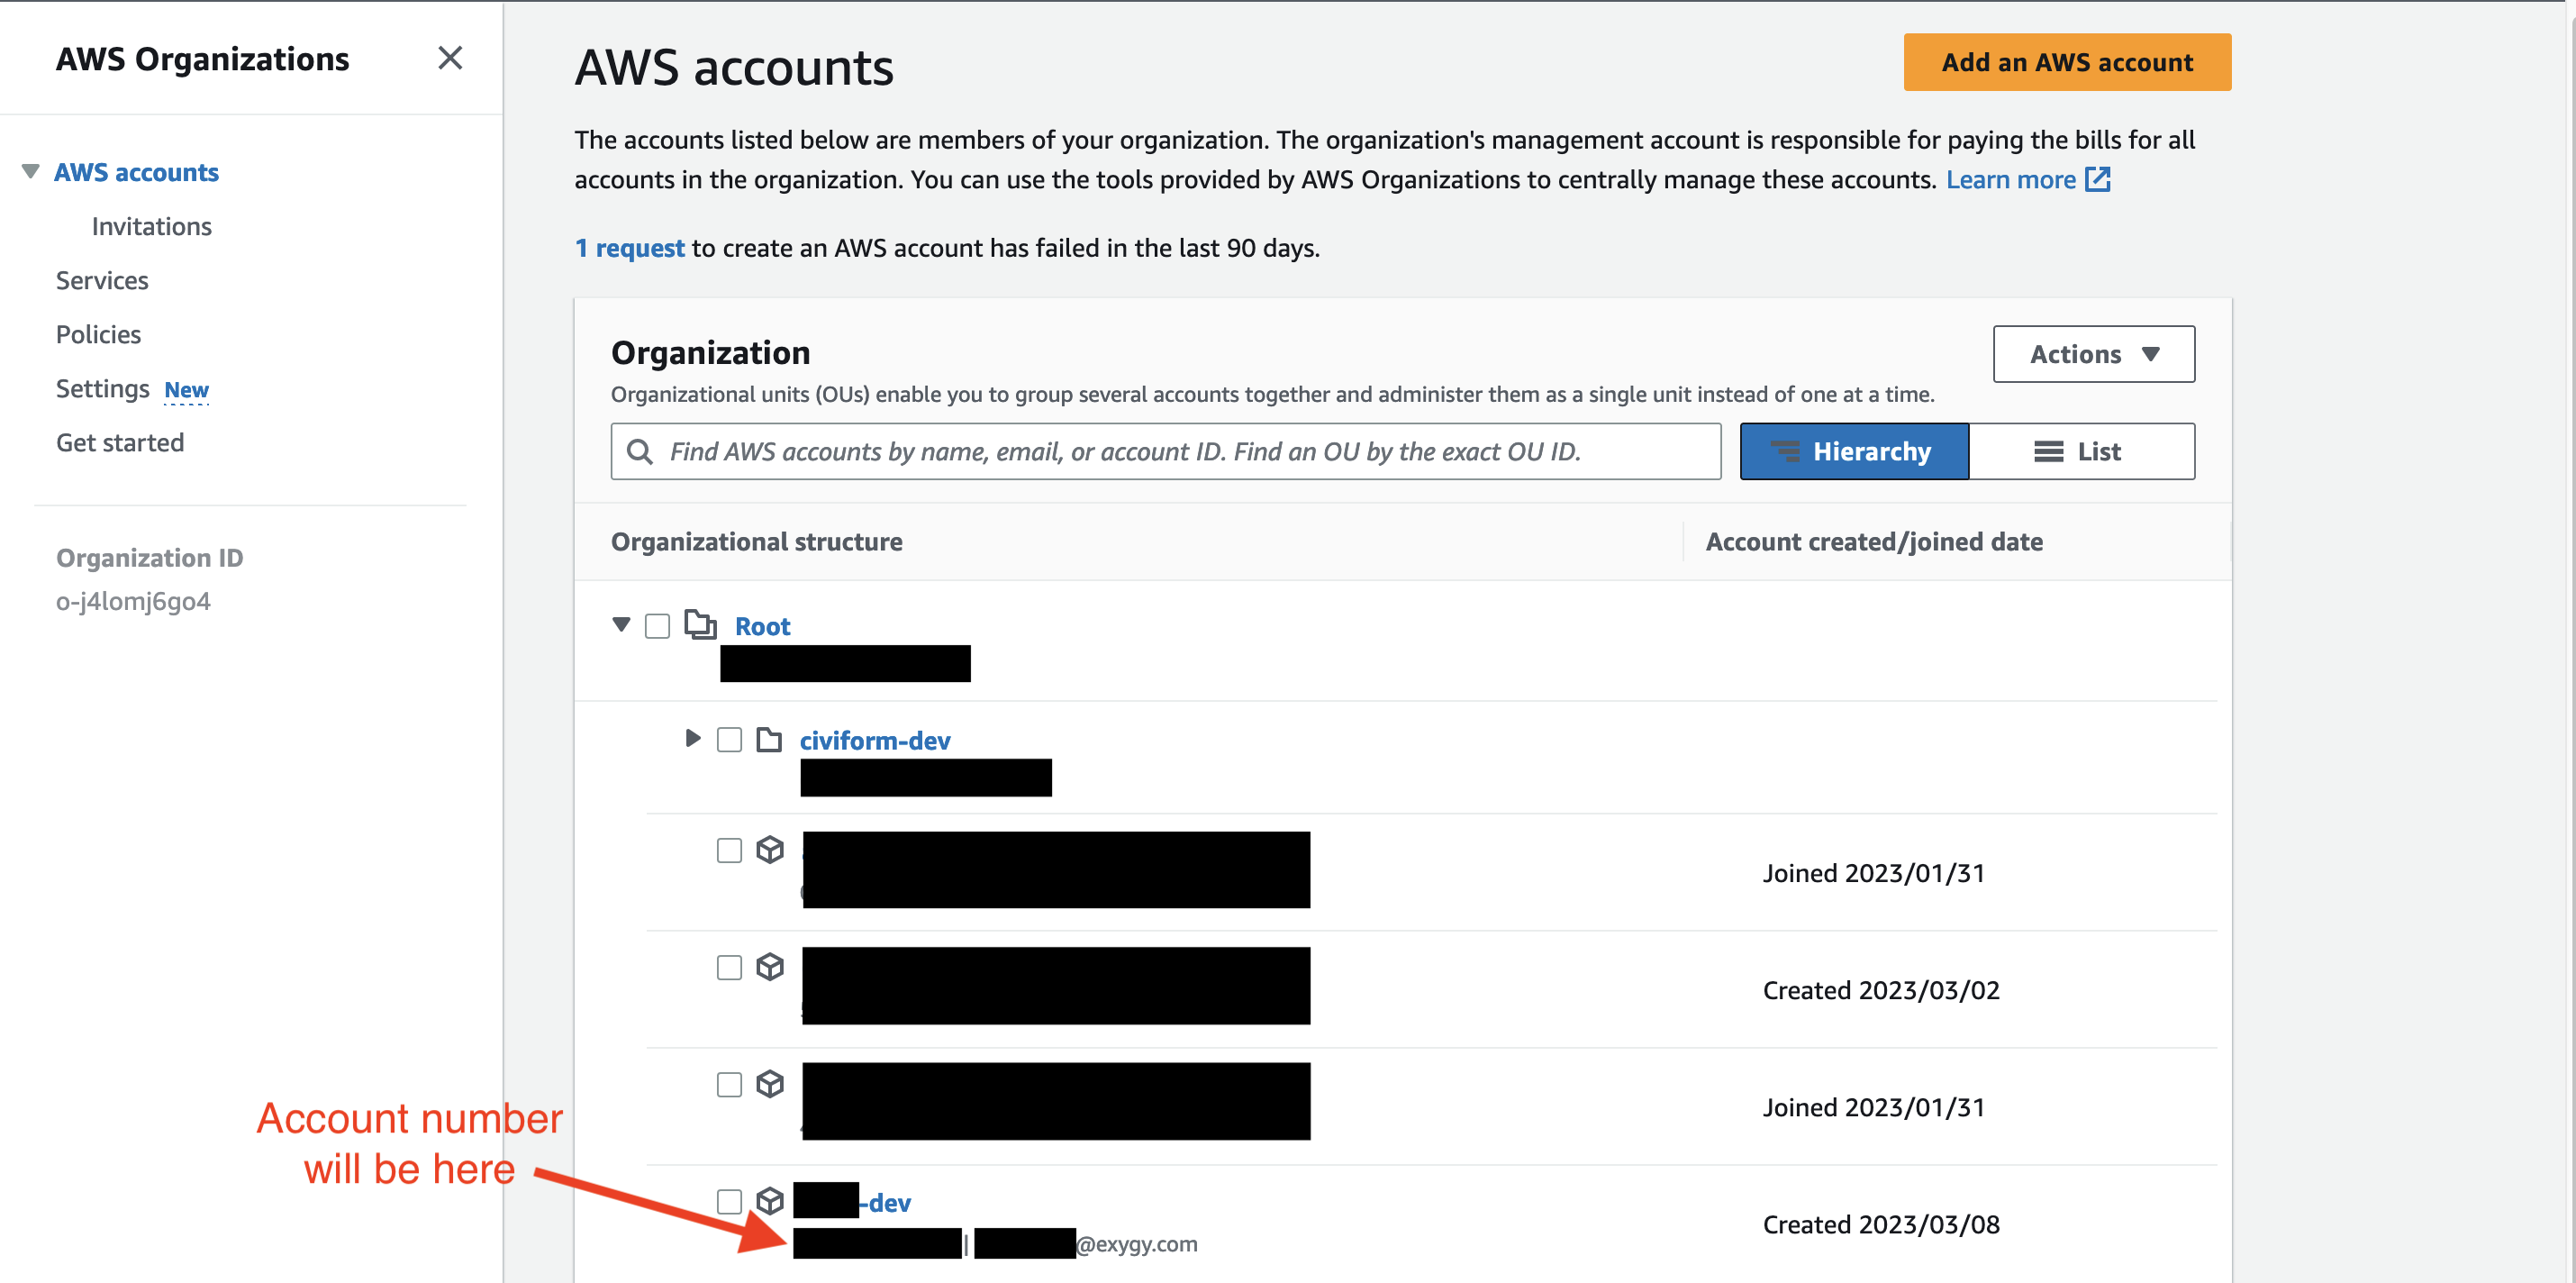 AWS Organizations
AWS accounts
Invitations
Services
Policies
Settings New
Get started
Organization ID
o-j4lomj6go4
AWS accounts
Add an AWS account
The accounts listed below are members of your organization. The organization's management account is responsible for paying the bills for all
accounts in the organization. You can use the tools provided by AWS Organizations to centrally manage these accounts. Learn more
1 request to create an AWS account has failed in the last 90 days.
Organization
Actions
Organizational units (OUs) enable you to group several accounts together and administer them as a single unit instead of one at a time.
Find AWS accounts by name, email, or account ID. Find an OU by the exact OU ID.
Hierarchy
List
Organizational structure
Account created/joined date
Root
civiform-dev
Joined 2023/01/31
Created 2023/03/02
Joined 2023/01/31
Account number
will be here
-dev
Created 2023/03/08
| @exygy.com